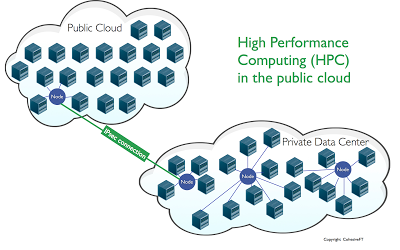 Public Cloud
High Performance
Computing (HPC)
in the public cloud
Node
IPsec connection
Private Data Center
Node
Node
Node
Copyright CohesiveFT